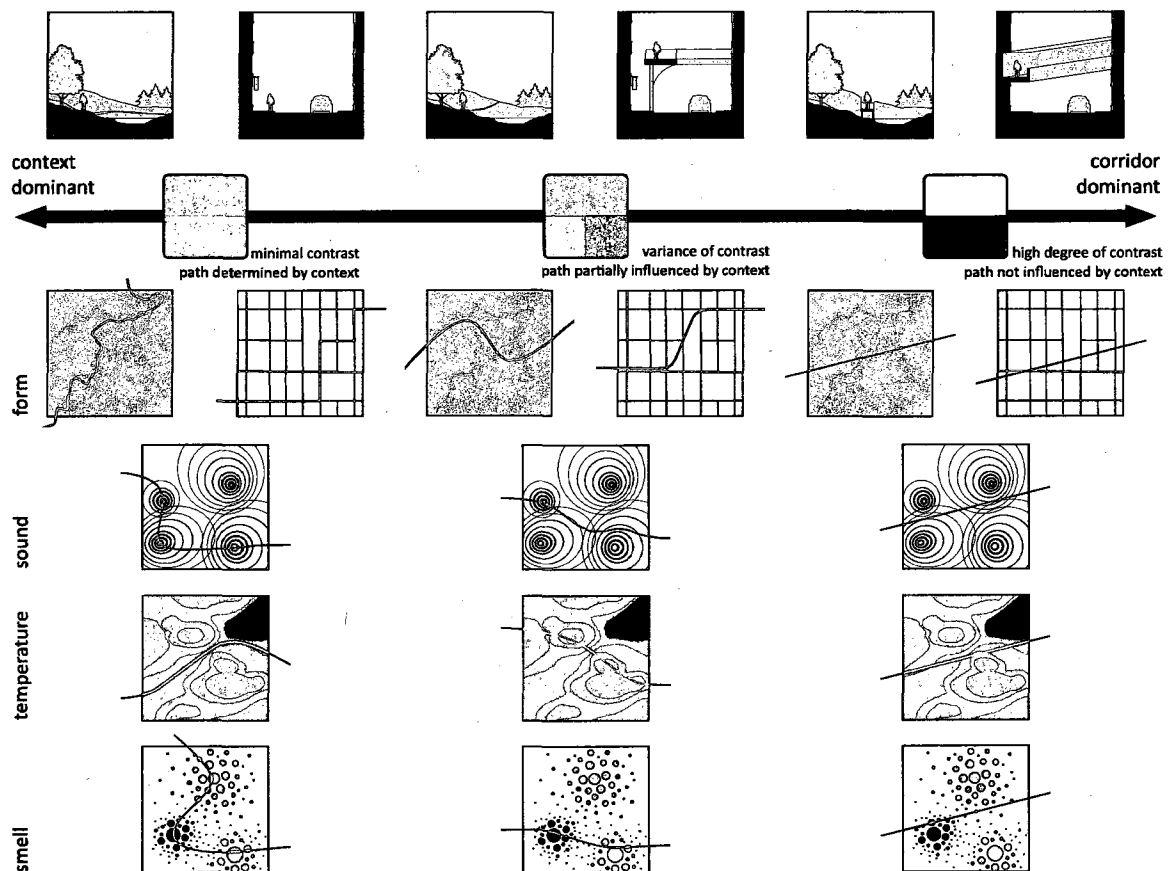 context
dominant
corridor
dominant
minimal contrast
path determined by context
variance of contrast
path partially influenced by context
high degree of contrast
path not influenced by context
form
sound
temperature
smell